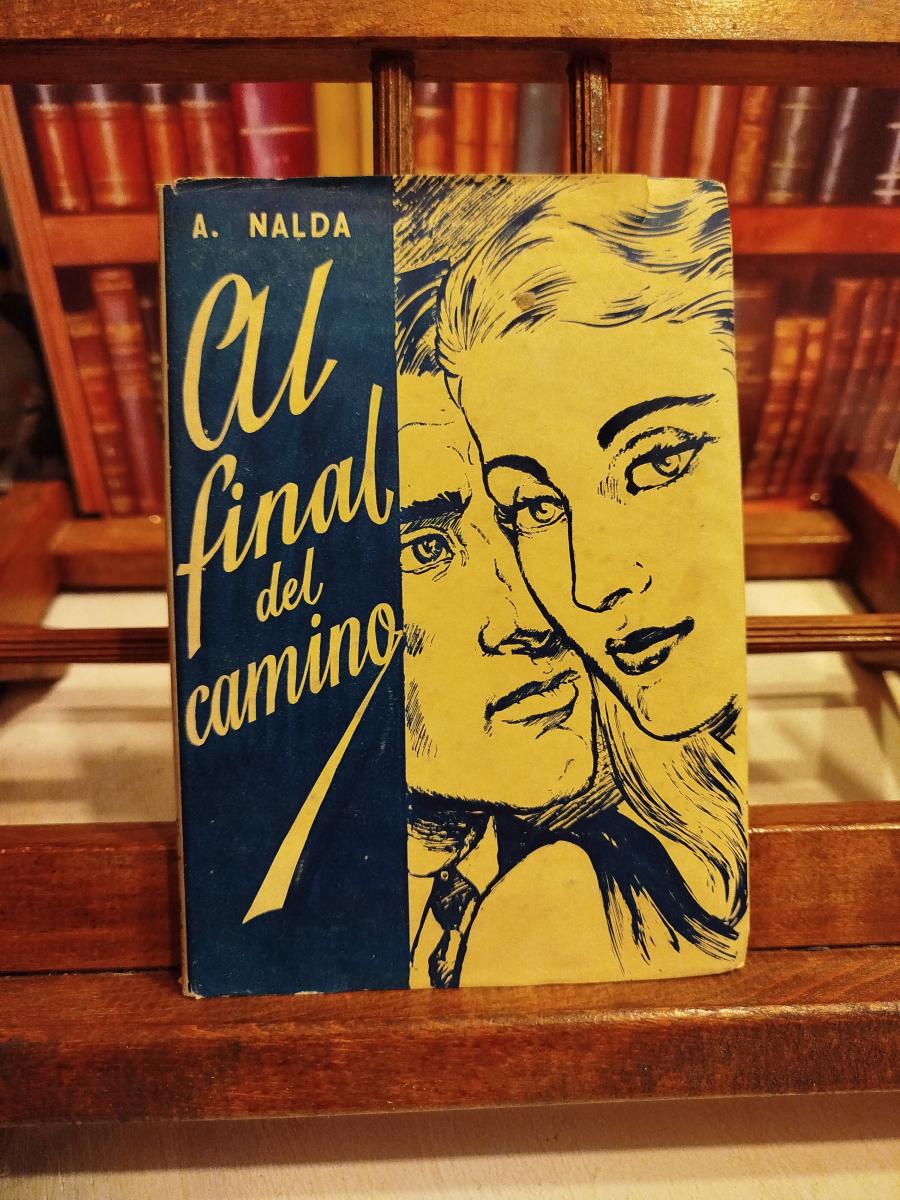 A. NALDA
Al
final
del
camino